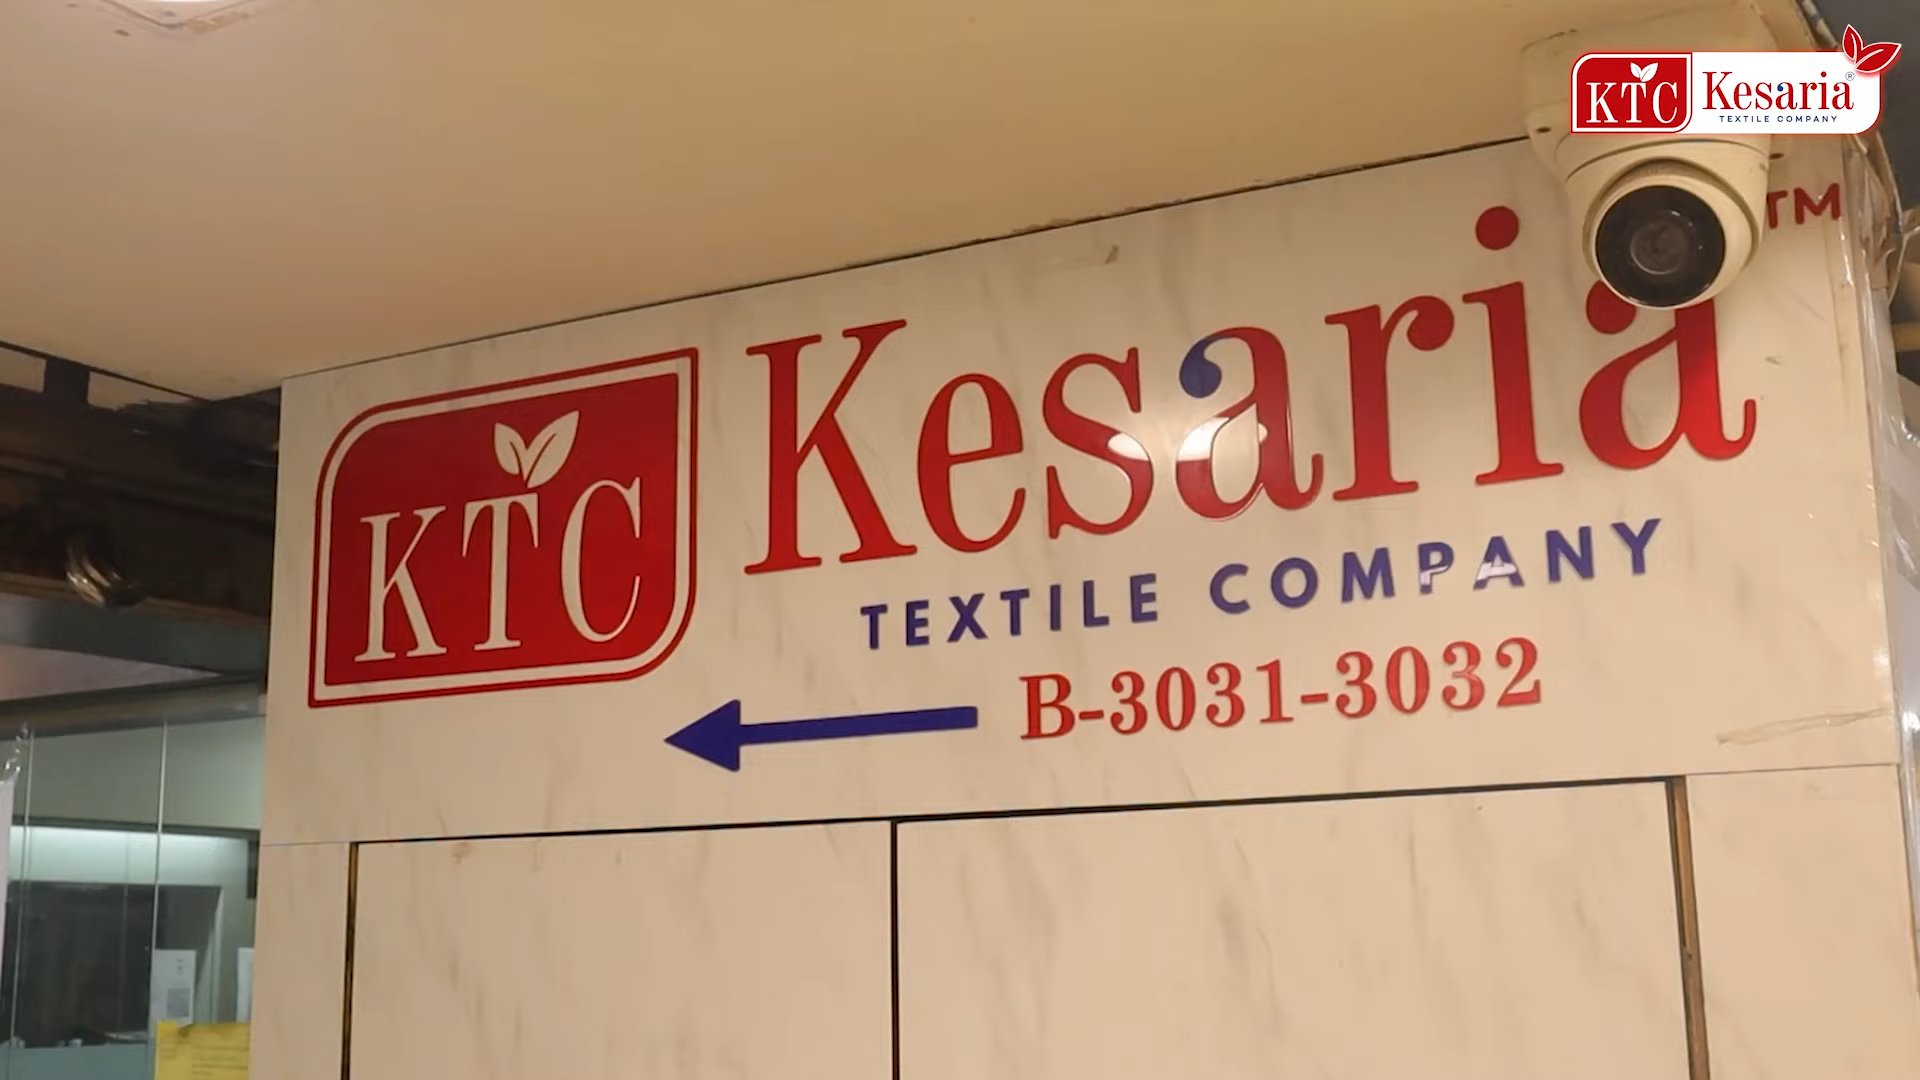 KTC Kesaria®
TEXTILE COMPANY
TM
KTC Kesaria
TEXTILE COMPANY
B-3031-3032